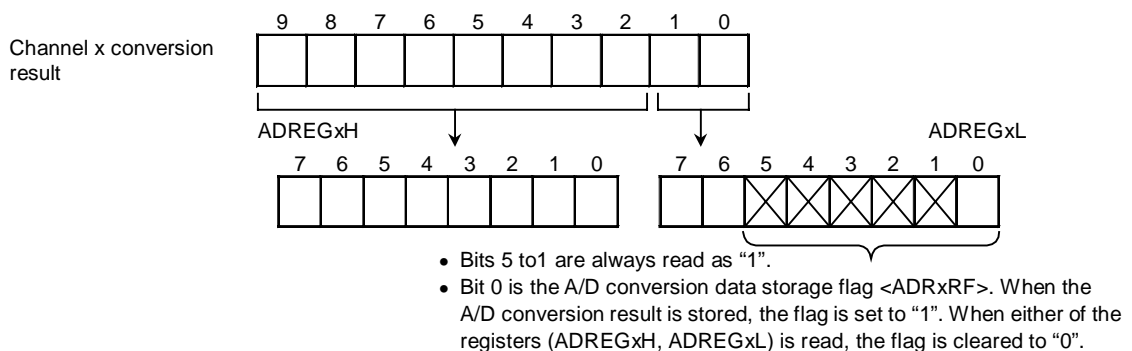 9 8 7 6 5 4 3 2 1 0
Channel x conversion
result
ADREGxH
ADREGxL
7 6 5 4 3 2 1 0
7 6 5 4 3 2 1 0
• Bits 5 to1 are always read as “1”.
• Bit 0 is the A/D conversion data storage flag <ADRxRF>. When the
A/D conversion result is stored, the flag is set to “1”. When either of the
registers (ADREGxH, ADREGxL) is read, the flag is cleared to “0”.